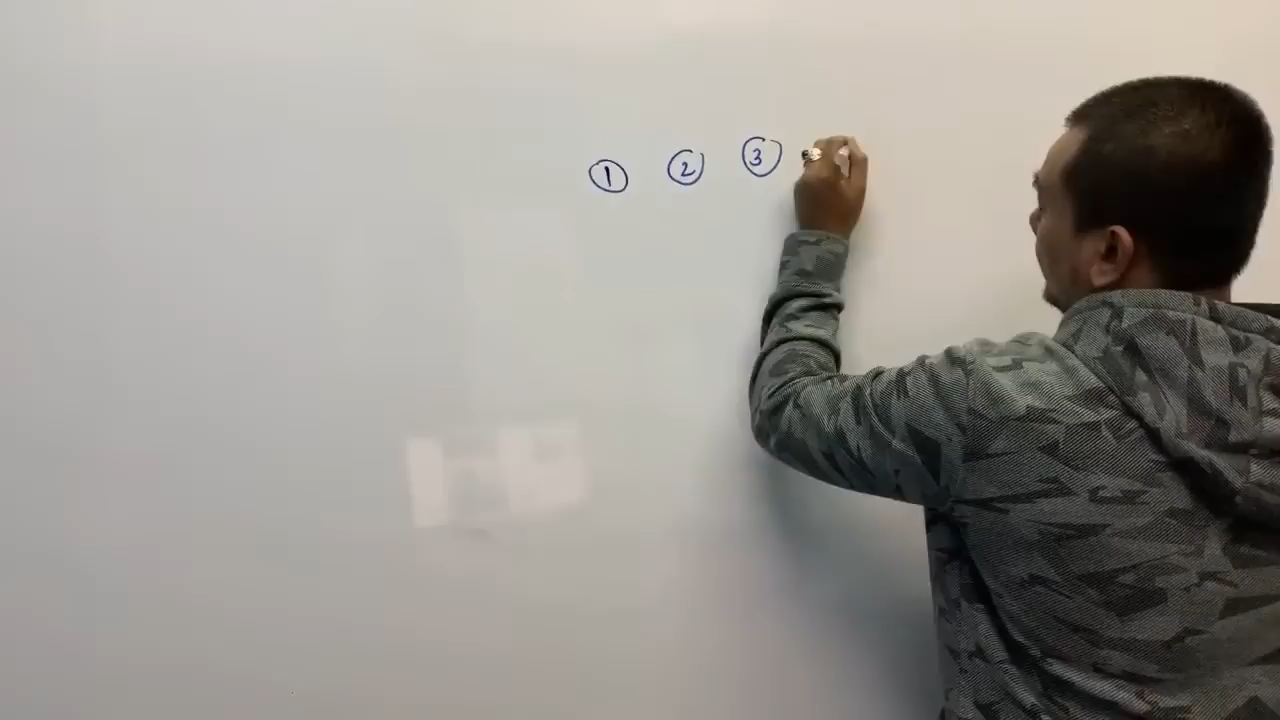 ① ② ③